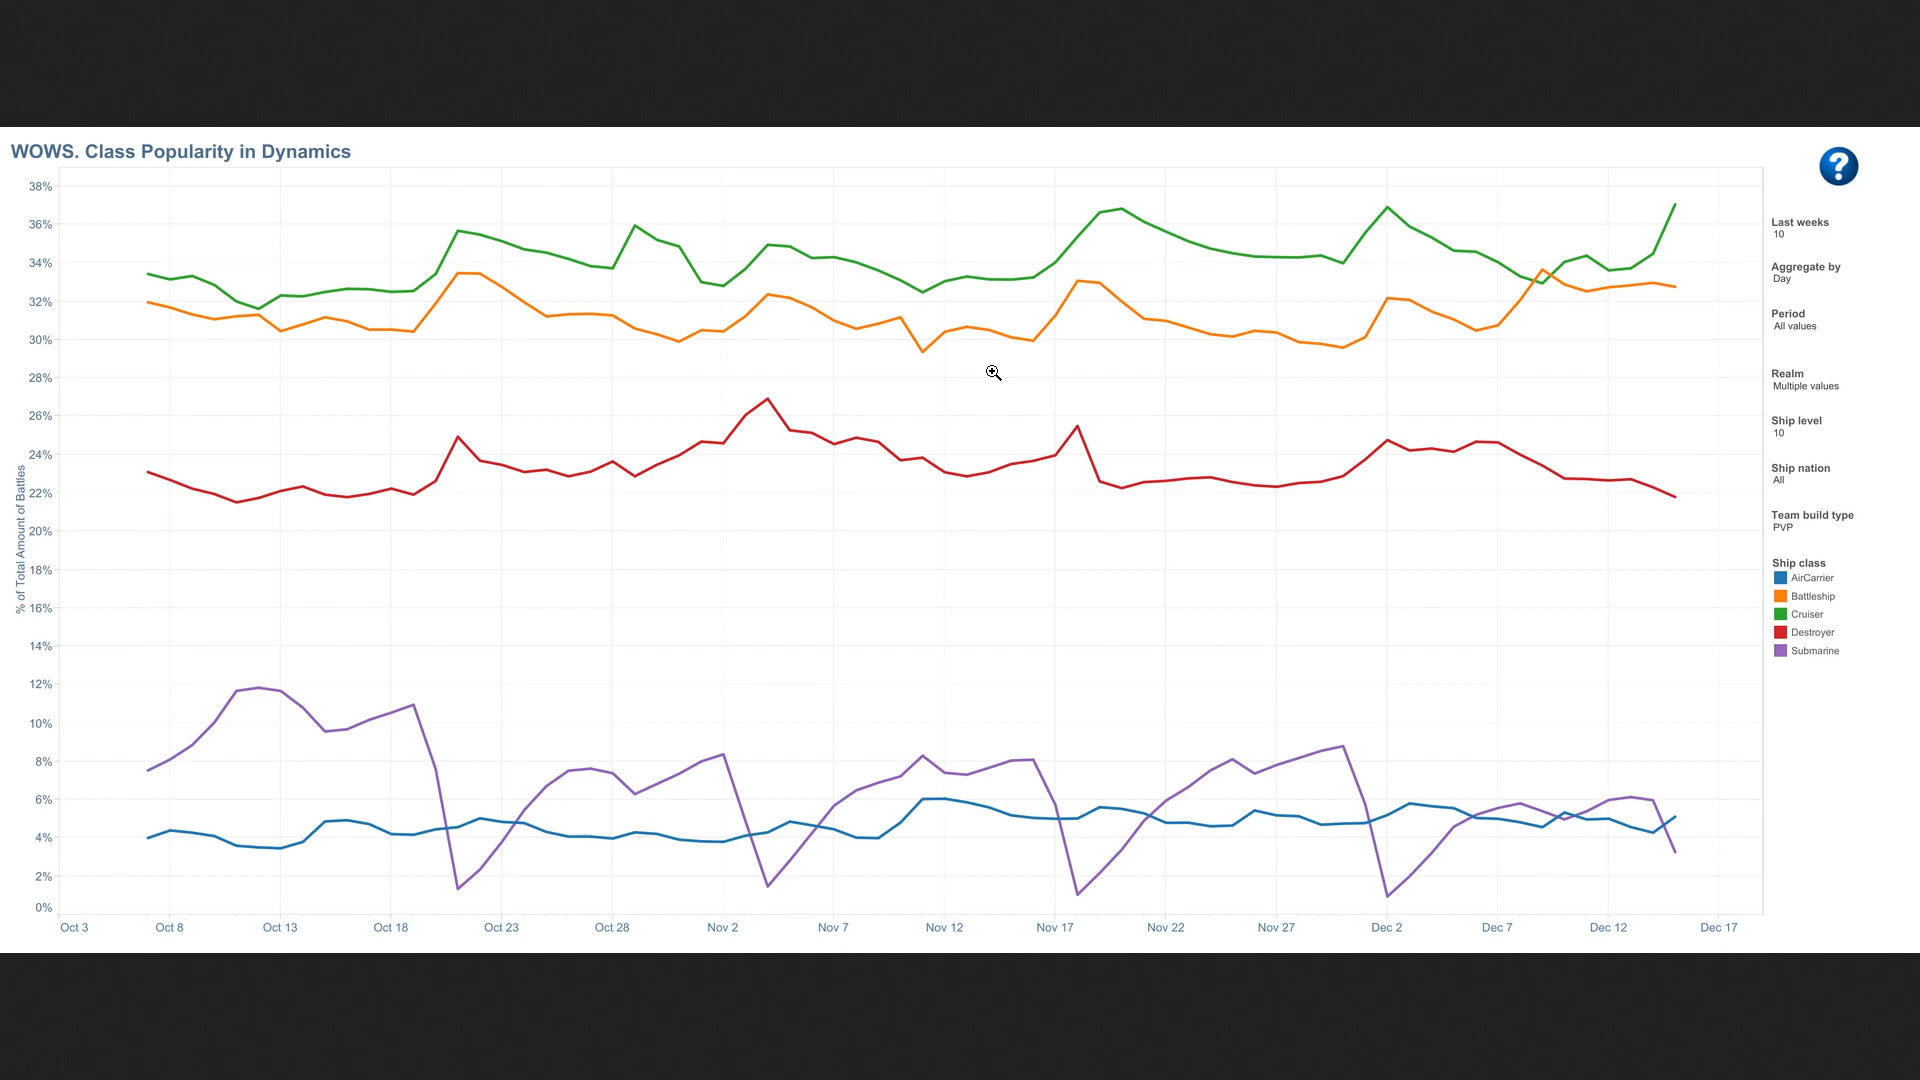 WOWS. Class Popularity in Dynamics
?
38%
36%
34%
32%
30%
28%
26%
24%
22%
20%
18%
16%
14%
12%
10%
8%
6%
4%
2%
0%
% of Total Amount of Battles
Oct 3 Oct 8 Oct 13 Oct 18 Oct 23 Oct 28 Nov 2 Nov 7 Nov 12 Nov 17 Nov 22 Nov 27 Dec 2 Dec 7 Dec 12 Dec 17
Last weeks
10
Aggregate by
Day
Period
All values
Realm
Multiple values
Ship level
10
Ship nation
All
Team build type
PVP
Ship class
AirCarrier
Battleship
Cruiser
Destroyer
Submarine